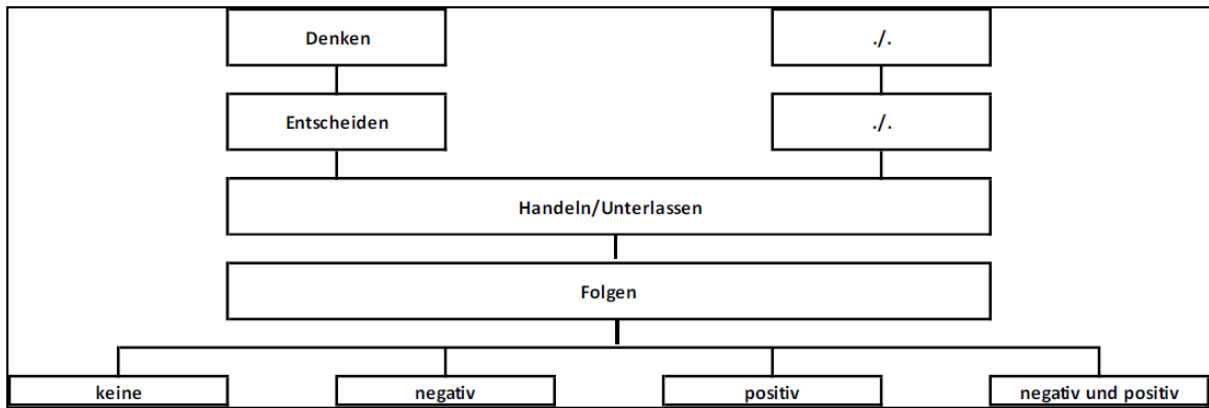 Denken
./.
Entscheiden
./.
Handeln/Unterlassen
Folgen
keine
negativ
positiv
negativ und positiv